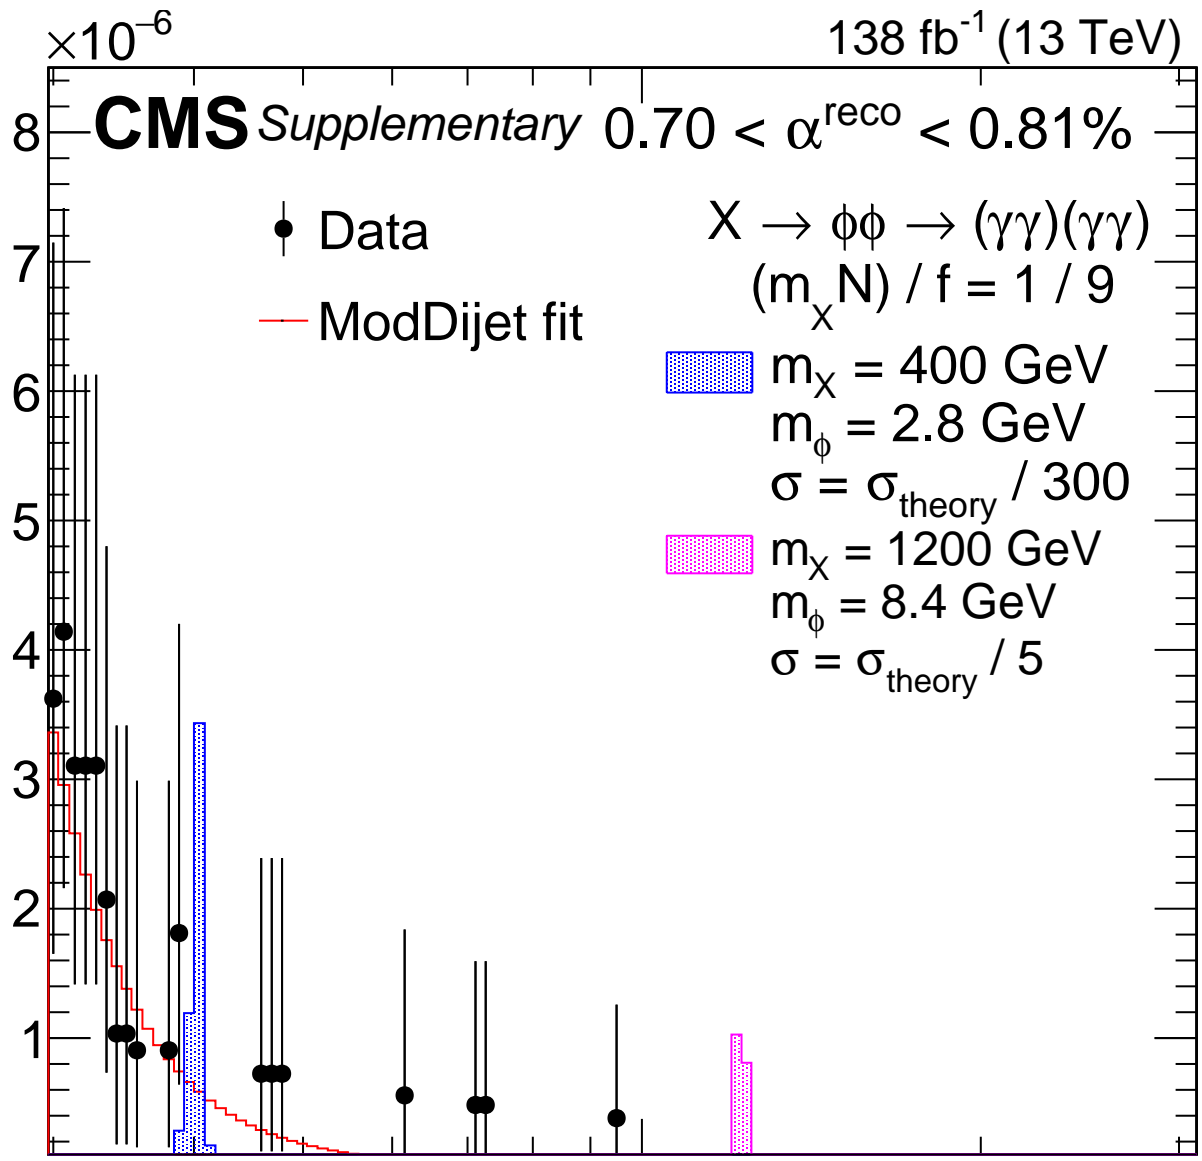 ×10⁻⁶ 138 fb⁻¹ (13 TeV)
CMS Supplementary 0.70 < α^reco < 0.81%
Data
ModDijet fit
X → ϕϕ → (γγ)(γγ)
(m_X N) / f = 1 / 9
m_X = 400 GeV
m_ϕ = 2.8 GeV
σ = σ_theory / 300
m_X = 1200 GeV
m_ϕ = 8.4 GeV
σ = σ_theory / 5
8
7
6
5
4
3
2
1